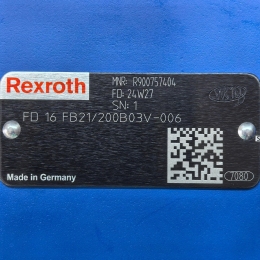 Rexroth
MNR: R900757404
FD: 24W27
SN: 1
FD 16 FB21/200B03V-006
Made in Germany
7080